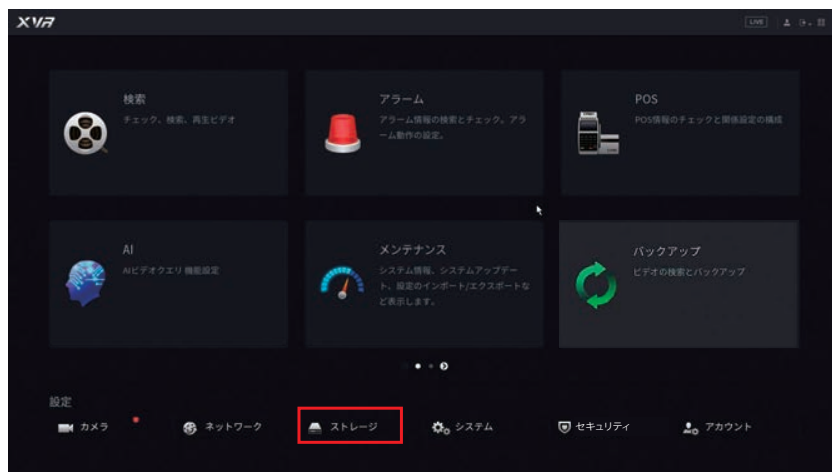 XVR
LIVE
検索
チェック、検索、再生ビデオ
アラーム
アラーム情報の検索とチェック。アラ
ーム動作の設定。
POS
POS情報のチェックと関係設定の構成
AI
AIビデオクエリ 機能設定
メンテナンス
システム情報、システムアップデー
ト、設定のインポート/エクスポートな
ど表示します。
バックアップ
ビデオの検索とバックアップ
設定
カメラ
ネットワーク
ストレージ
システム
セキュリティ
アカウント